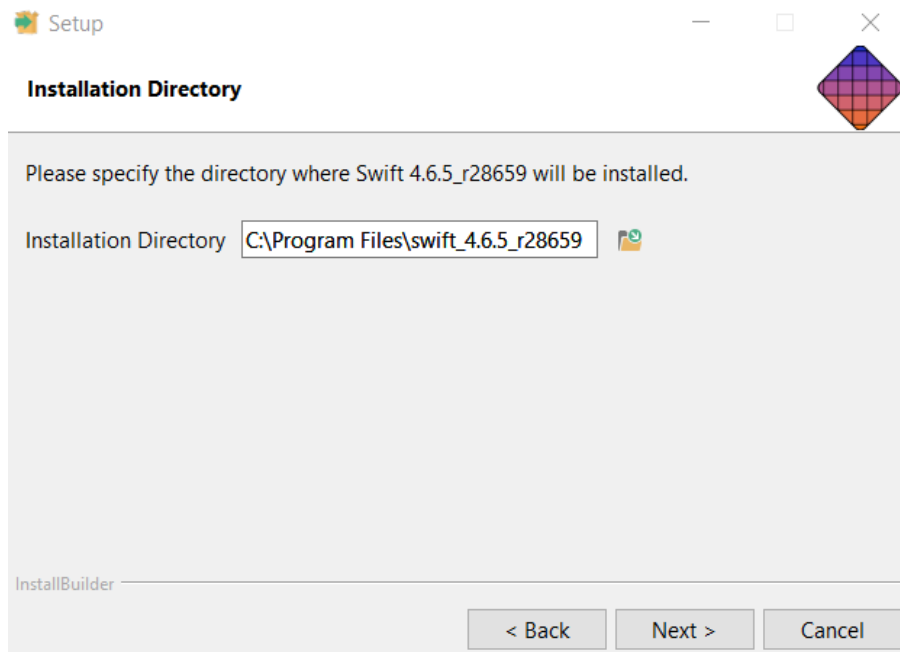 Setup
Installation Directory
Please specify the directory where Swift 4.6.5_r28659 will be installed.
Installation Directory C:\Program Files\swift_4.6.5_r28659
InstallBuilder
< Back Next > Cancel